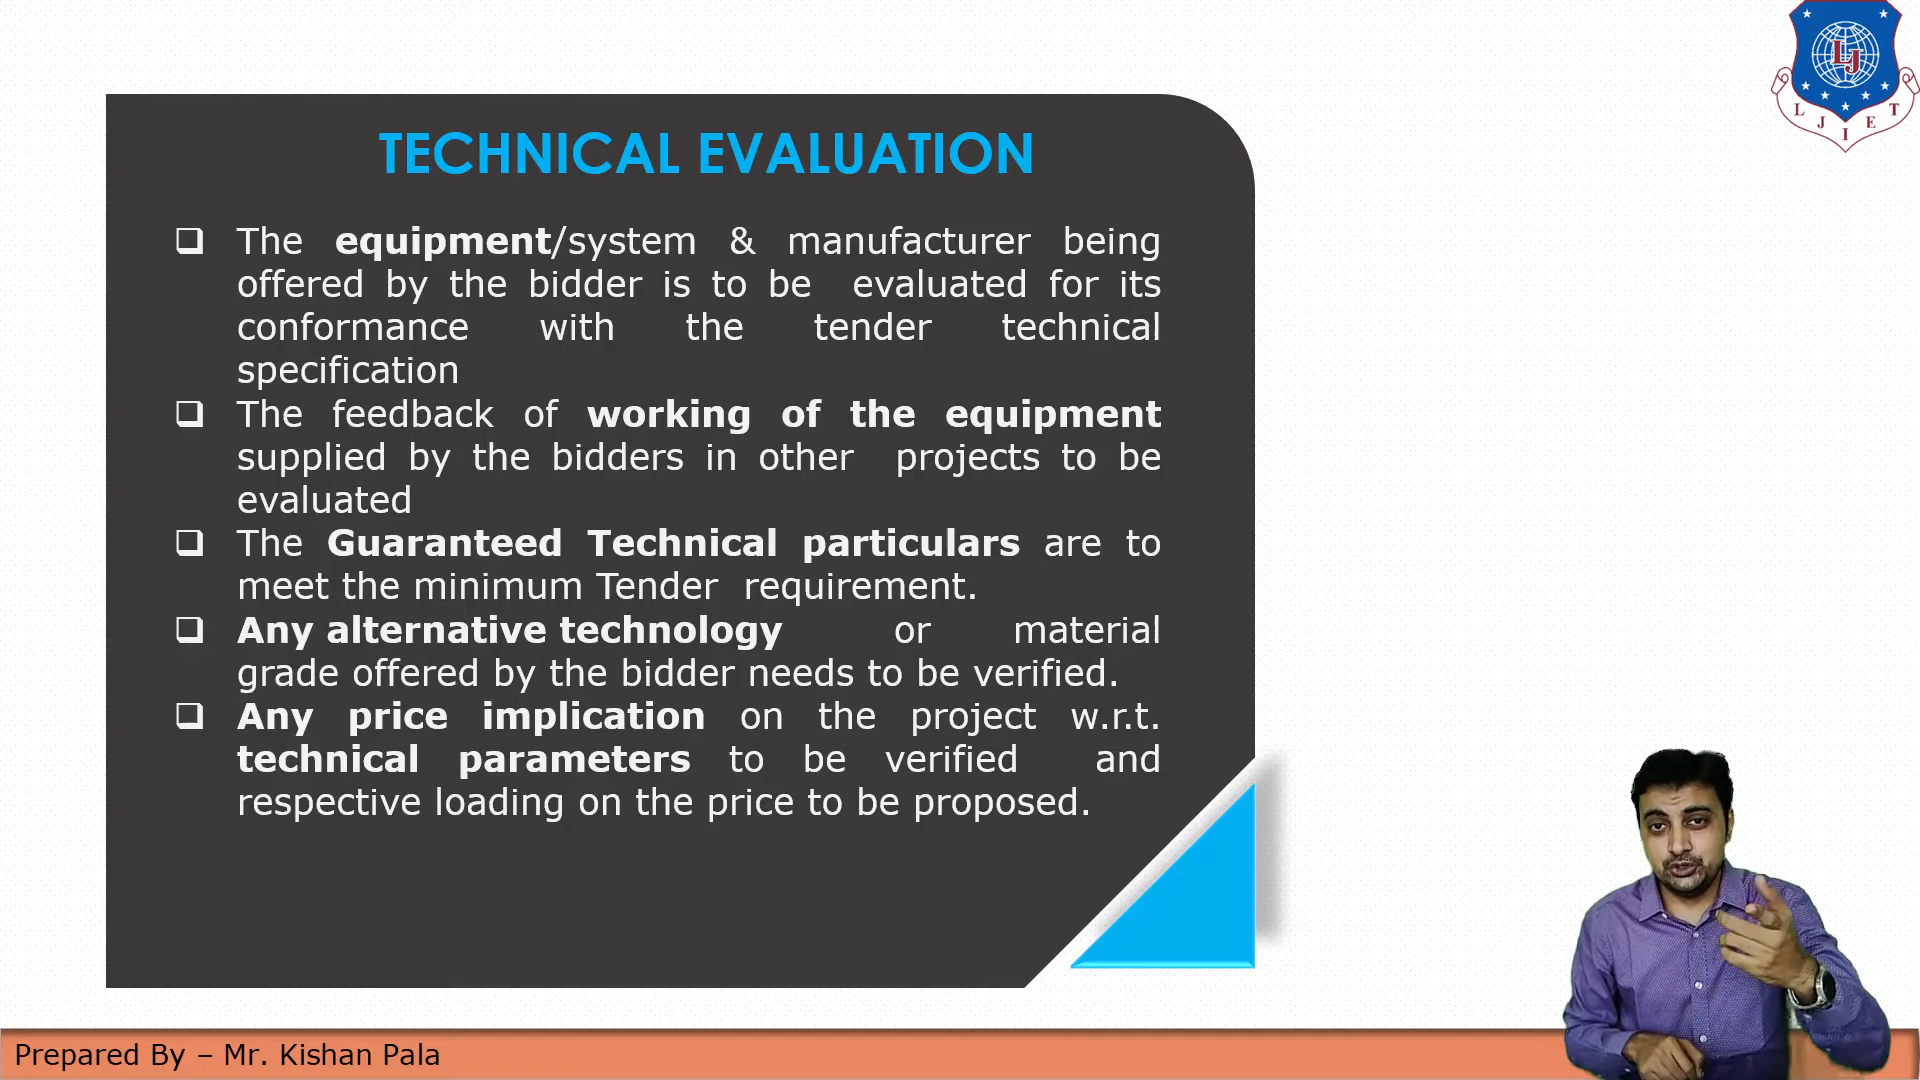 LJ
L J I E T
TECHNICAL EVALUATION
❑ The equipment/system & manufacturer being
offered by the bidder is to be evaluated for its
conformance with the tender technical
specification
❑ The feedback of working of the equipment
supplied by the bidders in other projects to be
evaluated
❑ The Guaranteed Technical particulars are to
meet the minimum Tender requirement.
❑ Any alternative technology or material
grade offered by the bidder needs to be verified.
❑ Any price implication on the project w.r.t.
technical parameters to be verified and
respective loading on the price to be proposed.
Prepared By – Mr. Kishan Pala